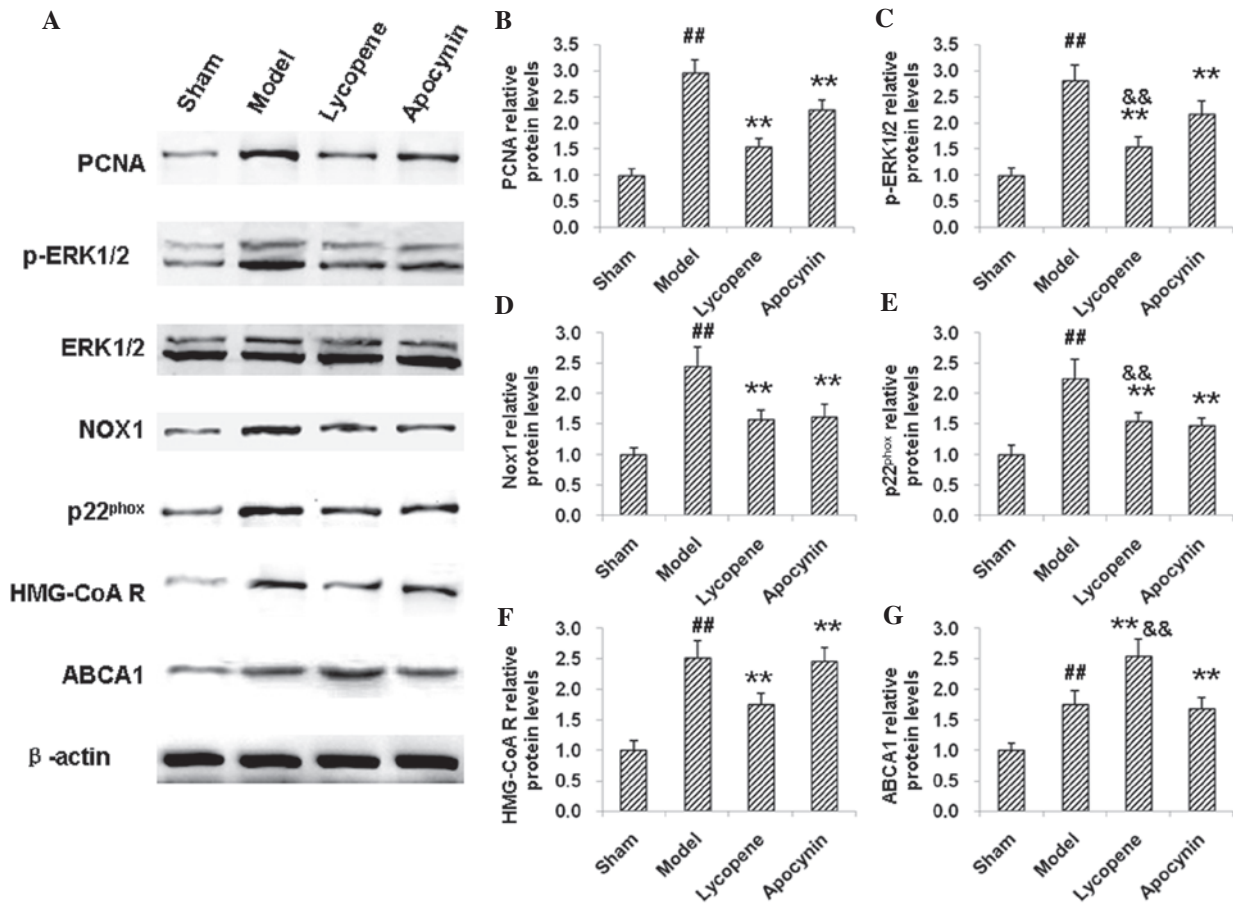 A
Sham
Model
Lycopene
Apocynin
PCNA
p-ERK1/2
ERK1/2
NOX1
p22phox
HMG-CoA R
ABCA1
β-actin
B
PCNA relative
protein levels
3.5
3.0
2.5
2.0
1.5
1.0
0.5
0.0
##
**
**
Sham
Model
Lycopene
Apocynin
C
p-ERK1/2 relative
protein levels
3.5
3.0
2.5
2.0
1.5
1.0
0.5
0.0
##
&&
**
**
Sham
Model
Lycopene
Apocynin
D
Nox1 relative
protein levels
3.0
2.5
2.0
1.5
1.0
0.5
0.0
##
**
**
Sham
Model
Lycopene
Apocynin
E
p22phox relative
protein levels
3.0
2.5
2.0
1.5
1.0
0.5
0.0
##
&&
**
**
Sham
Model
Lycopene
Apocynin
F
HMG-CoA R relative
protein levels
3.0
2.5
2.0
1.5
1.0
0.5
0.0
##
**
**
Sham
Model
Lycopene
Apocynin
G
ABCA1 relative
protein levels
3.0
2.5
2.0
1.5
1.0
0.5
0.0
##
** &&
**
Sham
Model
Lycopene
Apocynin